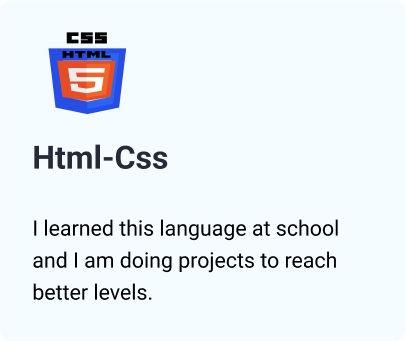 CSS
HTML
5
Html-Css
I learned this language at school
and I am doing projects to reach
better levels.